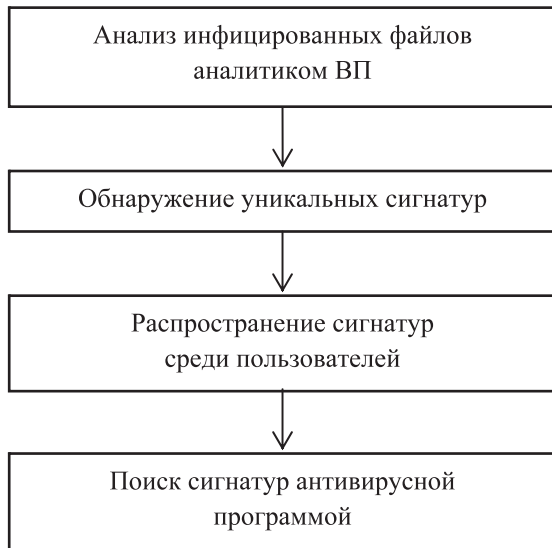 Анализ инфицированных файлов
аналитиком ВП
Обнаружение уникальных сигнатур
Распространение сигнатур
среди пользователей
Поиск сигнатур антивирусной
программой